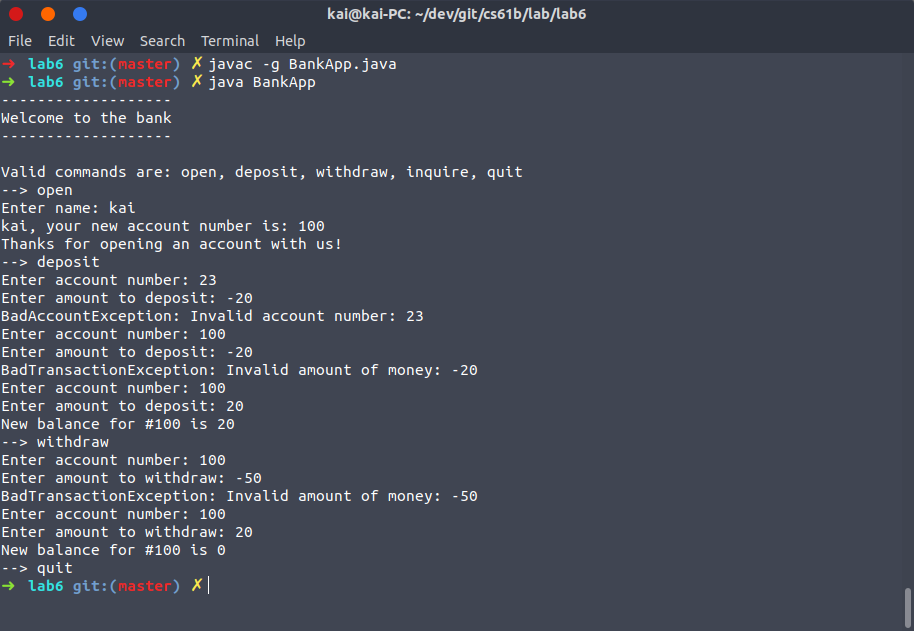 kai@kai-PC: ~/dev/git/cs61b/lab/lab6
File Edit View Search Terminal Help
➜ lab6 git:(master) ✗ javac -g BankApp.java
➜ lab6 git:(master) ✗ java BankApp
-------------------
Welcome to the bank
-------------------
Valid commands are: open, deposit, withdraw, inquire, quit
--> open
Enter name: kai
kai, your new account number is: 100
Thanks for opening an account with us!
--> deposit
Enter account number: 23
Enter amount to deposit: -20
BadAccountException: Invalid account number: 23
Enter account number: 100
Enter amount to deposit: -20
BadTransactionException: Invalid amount of money: -20
Enter account number: 100
Enter amount to deposit: 20
New balance for #100 is 20
--> withdraw
Enter account number: 100
Enter amount to withdraw: -50
BadTransactionException: Invalid amount of money: -50
Enter account number: 100
Enter amount to withdraw: 20
New balance for #100 is 0
--> quit
➜ lab6 git:(master) ✗